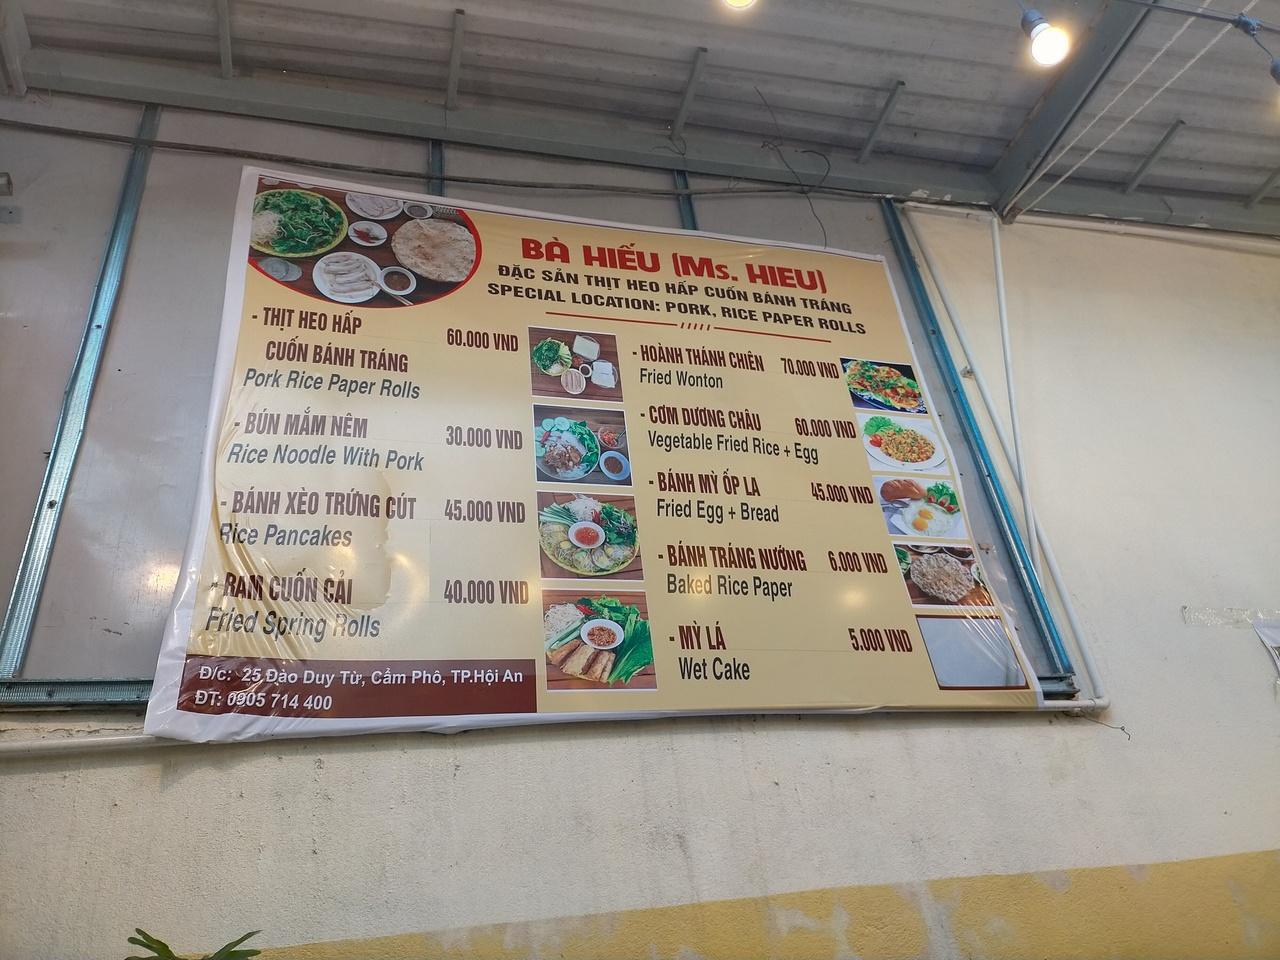 BÀ HIẾU (Ms. HIEU)
ĐẶC SẢN THỊT HEO HẤP CUỐN BÁNH TRÁNG
SPECIAL LOCATION: PORK, RICE PAPER ROLLS
- THỊT HEO HẤP
CUỐN BÁNH TRÁNG 60.000 VND
Pork Rice Paper Rolls
- BÚN MẮM NÊM 30.000 VND
Rice Noodle With Pork
- BÁNH XÈO TRỨNG CÚT 45.000 VND
Rice Pancakes
- RAM CUỐN CẢI 40.000 VND
Fried Spring Rolls
Đ/c: 25 Đào Duy Từ, Cẩm Phô, TP.Hội An
ĐT: 0905 714 400
- HOÀNH THÁNH CHIÊN 70.000 VND
Fried Wonton
- CƠM DƯƠNG CHÂU 60.000 VND
Vegetable Fried Rice + Egg
- BÁNH MỲ ỐP LA 45.000 VND
Fried Egg + Bread
- BÁNH TRÁNG NƯỚNG 6.000 VND
Baked Rice Paper
- MỲ LÁ 5.000 VND
Wet Cake